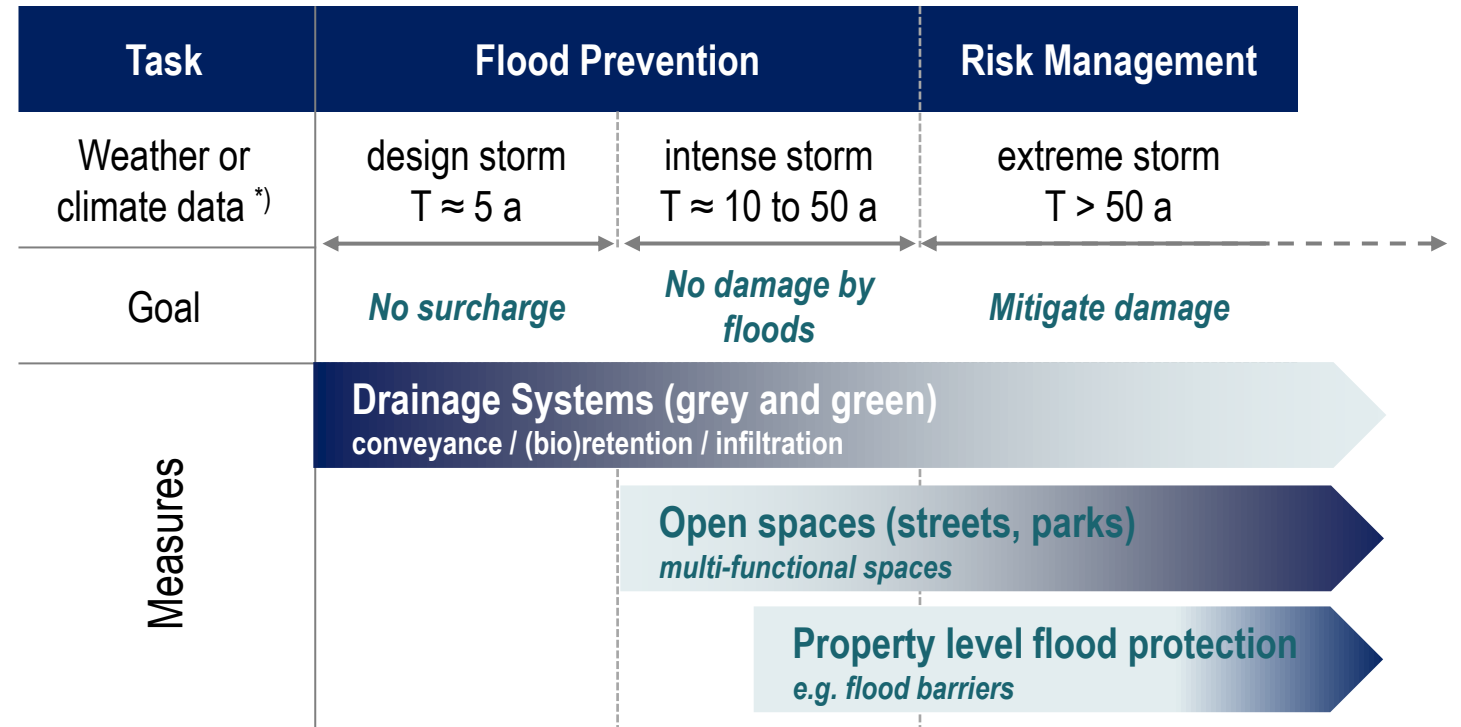 Task
Flood Prevention
Risk Management
Weather or
climate data *)
design storm
T ≈ 5 a
intense storm
T ≈ 10 to 50 a
extreme storm
T > 50 a
Goal
No surcharge
No damage by
floods
Mitigate damage
Measures
Drainage Systems (grey and green)
conveyance / (bio)retention / infiltration
Open spaces (streets, parks)
multi-functional spaces
Property level flood protection
e.g. flood barriers